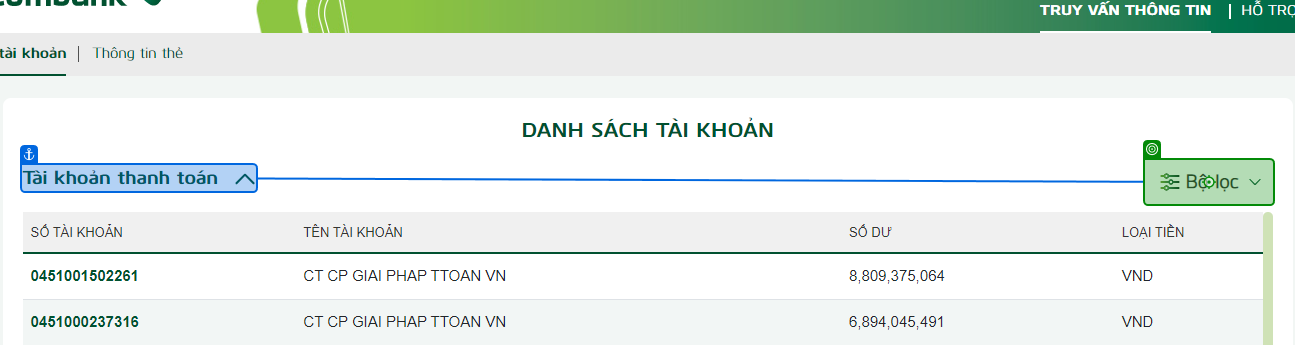 TRUY VẤN THÔNG TIN | HỖ TRỢ
tài khoản | Thông tin thẻ
DANH SÁCH TÀI KHOẢN
Tài khoản thanh toán
Bộ lọc
SỐ TÀI KHOẢN TÊN TÀI KHOẢN SỐ DƯ LOẠI TIỀN
0451001502261 CT CP GIAI PHAP TTOAN VN 8,809,375,064 VND
0451000237316 CT CP GIAI PHAP TTOAN VN 6,894,045,491 VND